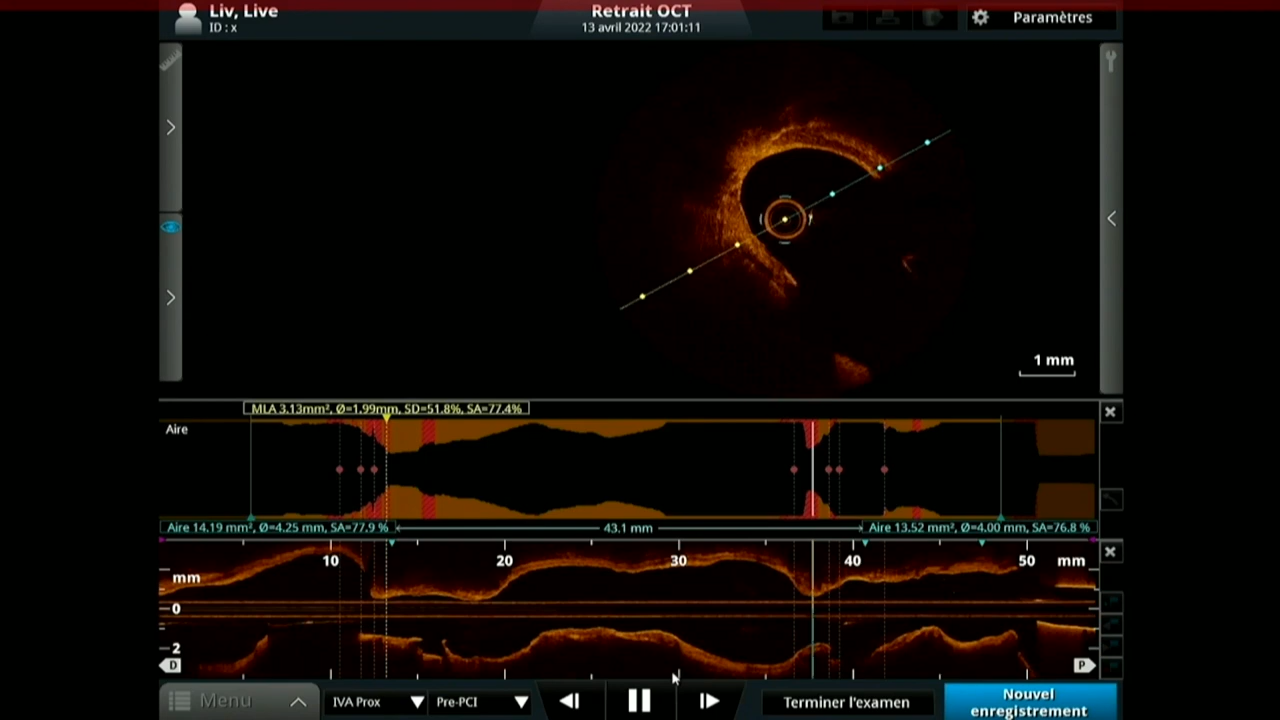 Liv, Live
ID : x
Retrait OCT
13 avril 2022 17:01:11
Paramètres
1 mm
MLA 3.13mm², Ø=1.99mm, SD=51.8%, SA=77.4%
Aire
Aire 14.19 mm², Ø=4.25 mm, SA=77.9 %
43.1 mm
Aire 13.52 mm², Ø=4.00 mm, SA=76.8 %
10 20 30 40 50 mm
mm
0
2
D
P
Menu
IVA Prox
Pre-PCI
Terminer l'examen
Nouvel
enregistrement